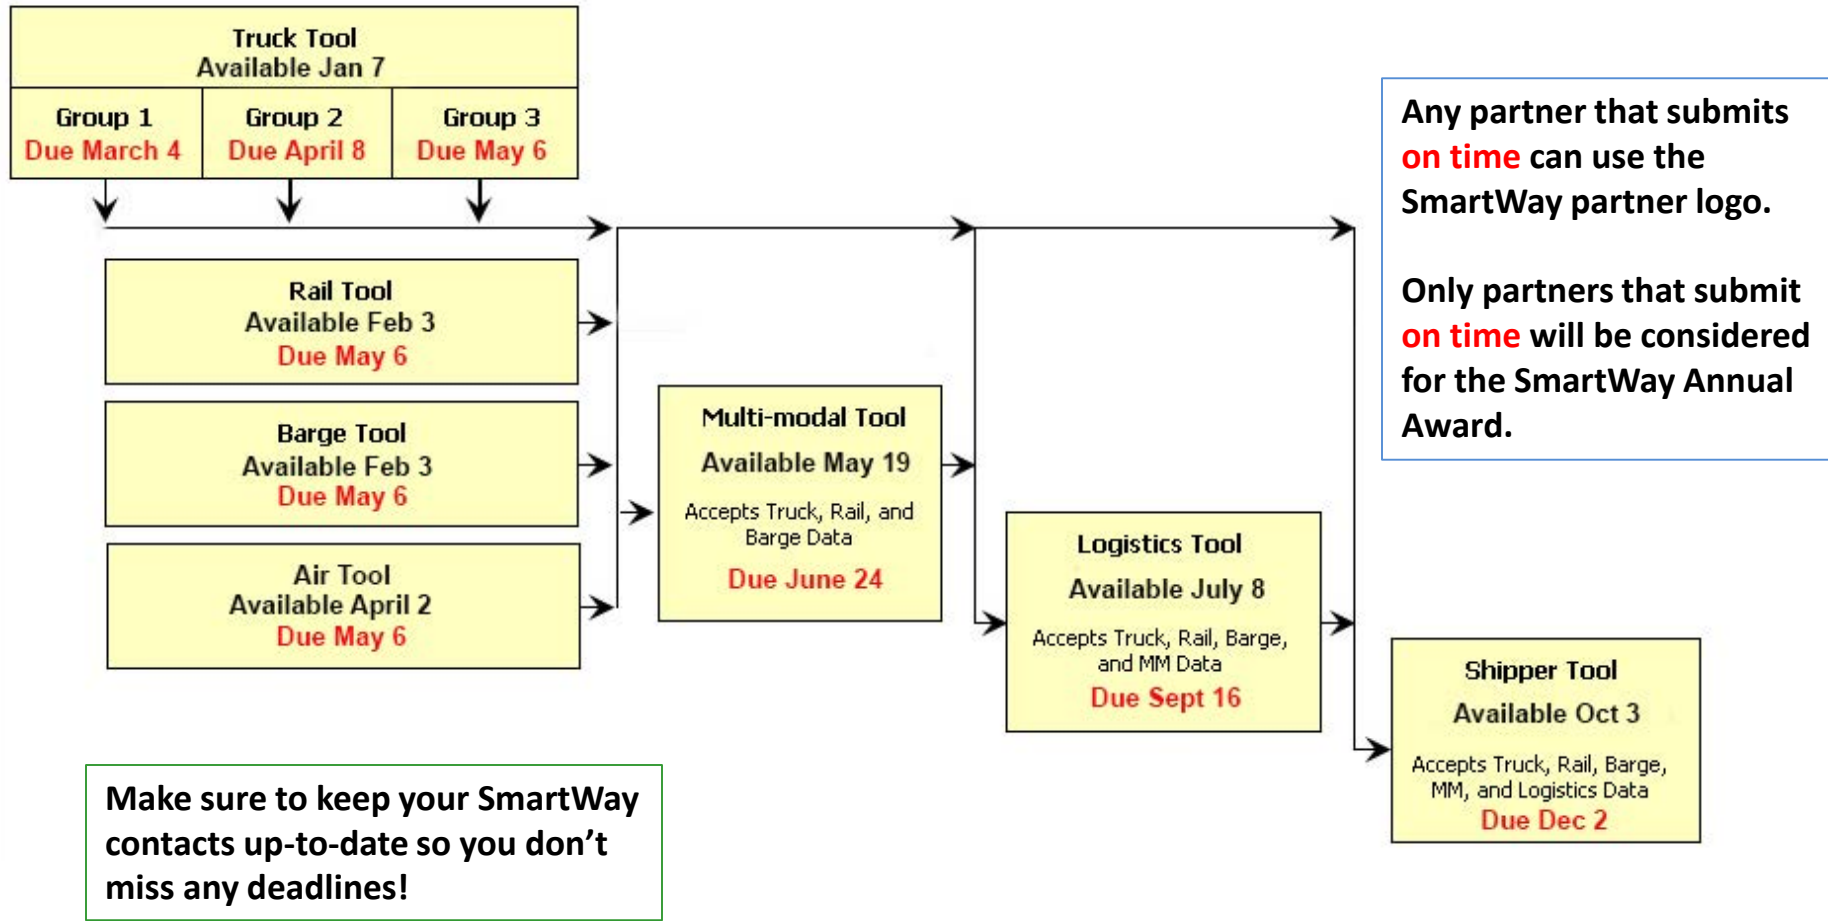 Truck Tool
Available Jan 7
Group 1
Due March 4
Group 2
Due April 8
Group 3
Due May 6
Any partner that submits
on time can use the
SmartWay partner logo.
Only partners that submit
on time will be considered
for the SmartWay Annual
Award.
Rail Tool
Available Feb 3
Due May 6
Barge Tool
Available Feb 3
Due May 6
Air Tool
Available April 2
Due May 6
Multi-modal Tool
Available May 19
Accepts Truck, Rail, and
Barge Data
Due June 24
Logistics Tool
Available July 8
Accepts Truck, Rail, Barge,
and MM Data
Due Sept 16
Shipper Tool
Available Oct 3
Accepts Truck, Rail, Barge,
MM, and Logistics Data
Due Dec 2
Make sure to keep your SmartWay
contacts up-to-date so you don’t
miss any deadlines!